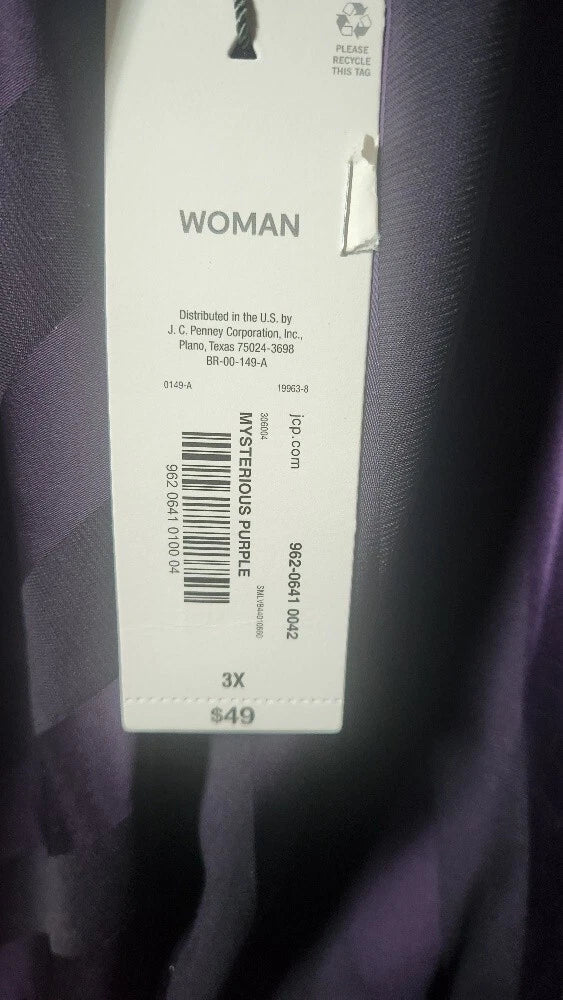 PLEASE
RECYCLE
THIS TAG
WOMAN
Distributed in the U.S. by
J. C. Penney Corporation, Inc.,
Plano, Texas 75024-3698
BR-00-149-A
0149-A 19963-8
jcp.com 962-0641 0042
306004
MYSTERIOUS PURPLE
962 0641 0100 04
3X
$49